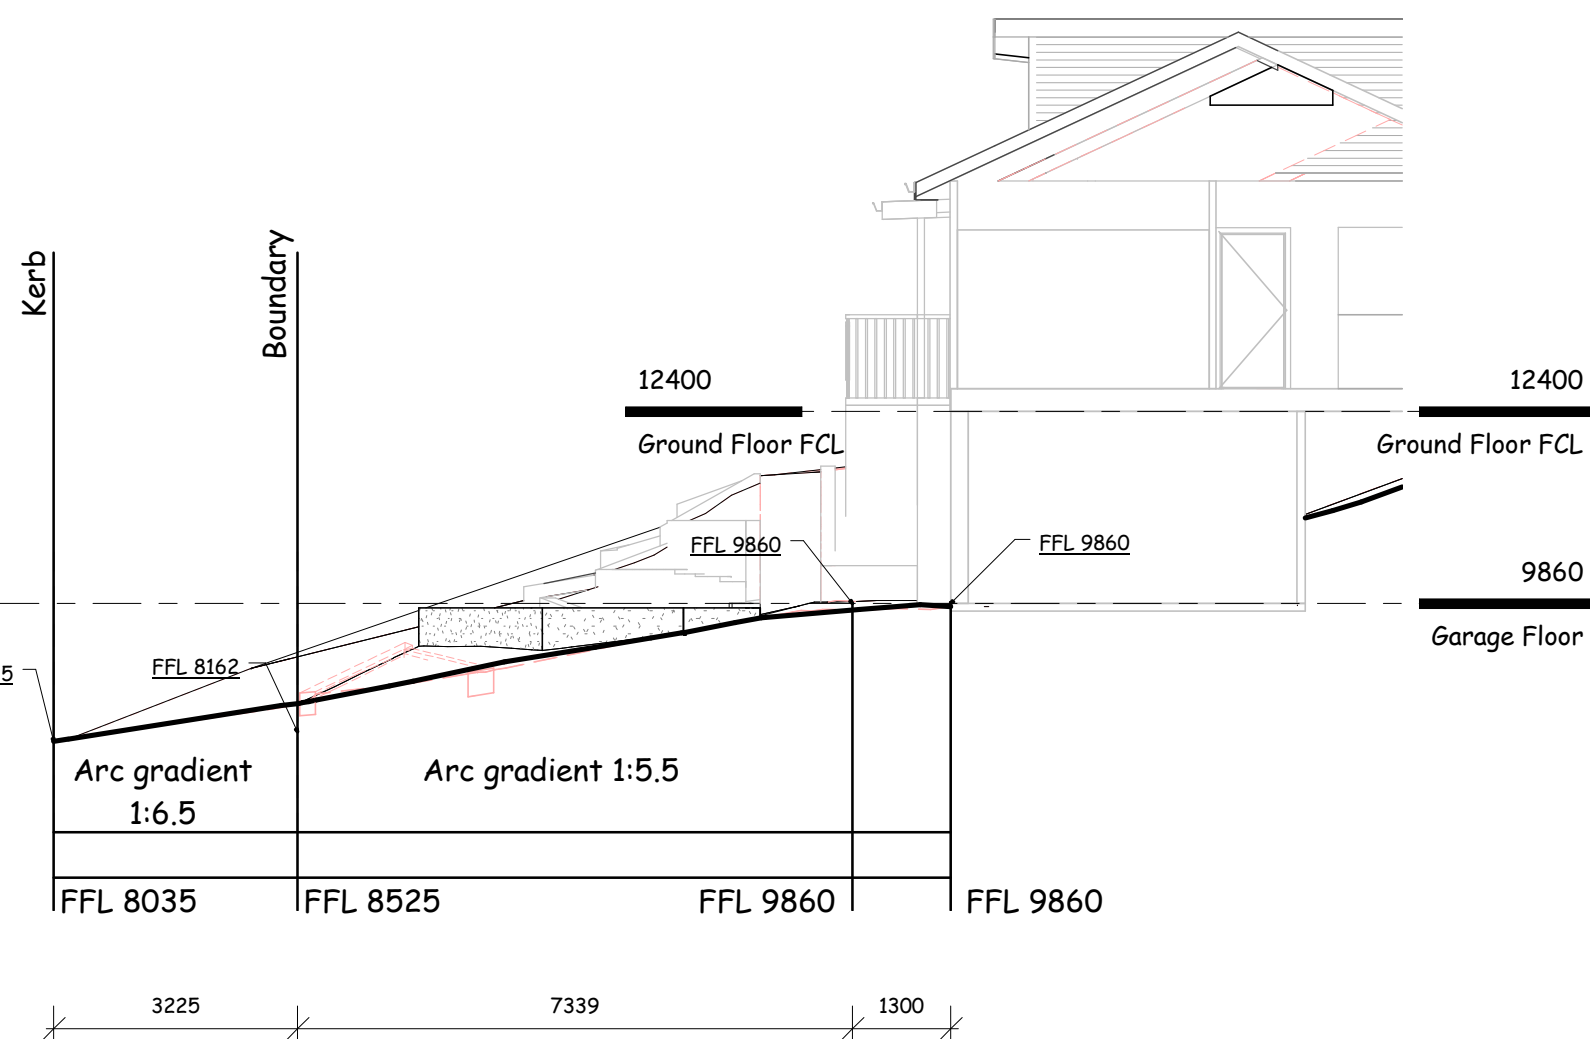 Kerb
Boundary
12400
12400
Ground Floor FCL
Ground Floor FCL
FFL 9860
FFL 9860
9860
Garage Floor
5
FFL 8162
Arc gradient
1:6.5
Arc gradient 1:5.5
FFL 8035
FFL 8525
FFL 9860
FFL 9860
3225
7339
1300